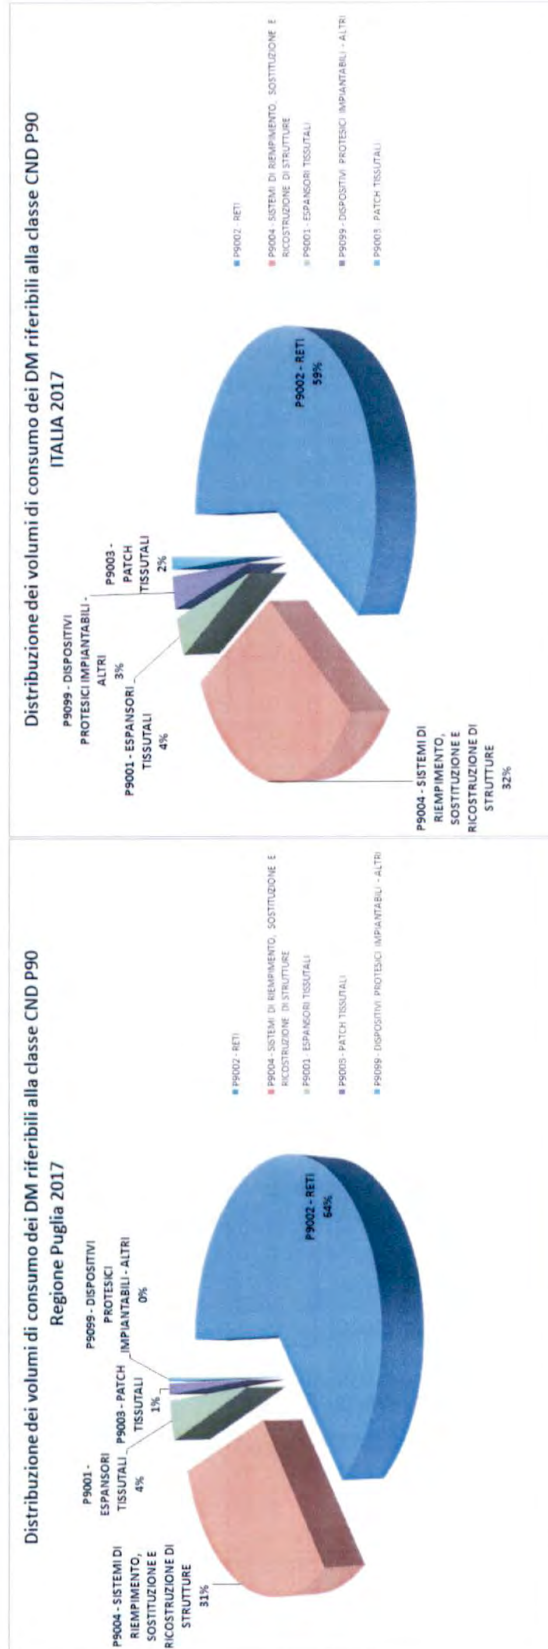 Distribuzione dei volumi di consumo dei DM riferibili alla classe CND P90
Regione Puglia 2017
P9099 - DISPOSITIVI
PROTESICI
IMPIANTABILI - ALTRI
0%
P9003 - PATCH
TISSUTALI
1%
P9001 -
ESPANSORI
TISSUTALI
4%
P9004 - SISTEMI DI
RIEMPIMENTO,
SOSTITUZIONE E
RICOSTRUZIONE DI
STRUTTURE
31%
P9002 - RETI
64%
P9002 - RETI
P9004 - SISTEMI DI RIEMPIMENTO, SOSTITUZIONE E
RICOSTRUZIONE DI STRUTTURE
P9001 - ESPANSORI TISSUTALI
P9003 - PATCH TISSUTALI
P9099 - DISPOSITIVI PROTESICI IMPIANTABILI - ALTRI
Distribuzione dei volumi di consumo dei DM riferibili alla classe CND P90
ITALIA 2017
P9099 - DISPOSITIVI
PROTESICI IMPIANTABILI -
ALTRI
3%
P9003 -
PATCH
TISSUTALI
2%
P9001 - ESPANSORI
TISSUTALI
4%
P9004 - SISTEMI DI
RIEMPIMENTO,
SOSTITUZIONE E
RICOSTRUZIONE DI
STRUTTURE
32%
P9002 - RETI
59%
P9002 - RETI
P9004 - SISTEMI DI RIEMPIMENTO, SOSTITUZIONE E
RICOSTRUZIONE DI STRUTTURE
P9001 - ESPANSORI TISSUTALI
P9099 - DISPOSITIVI PROTESICI IMPIANTABILI - ALTRI
P9003 - PATCH TISSUTALI